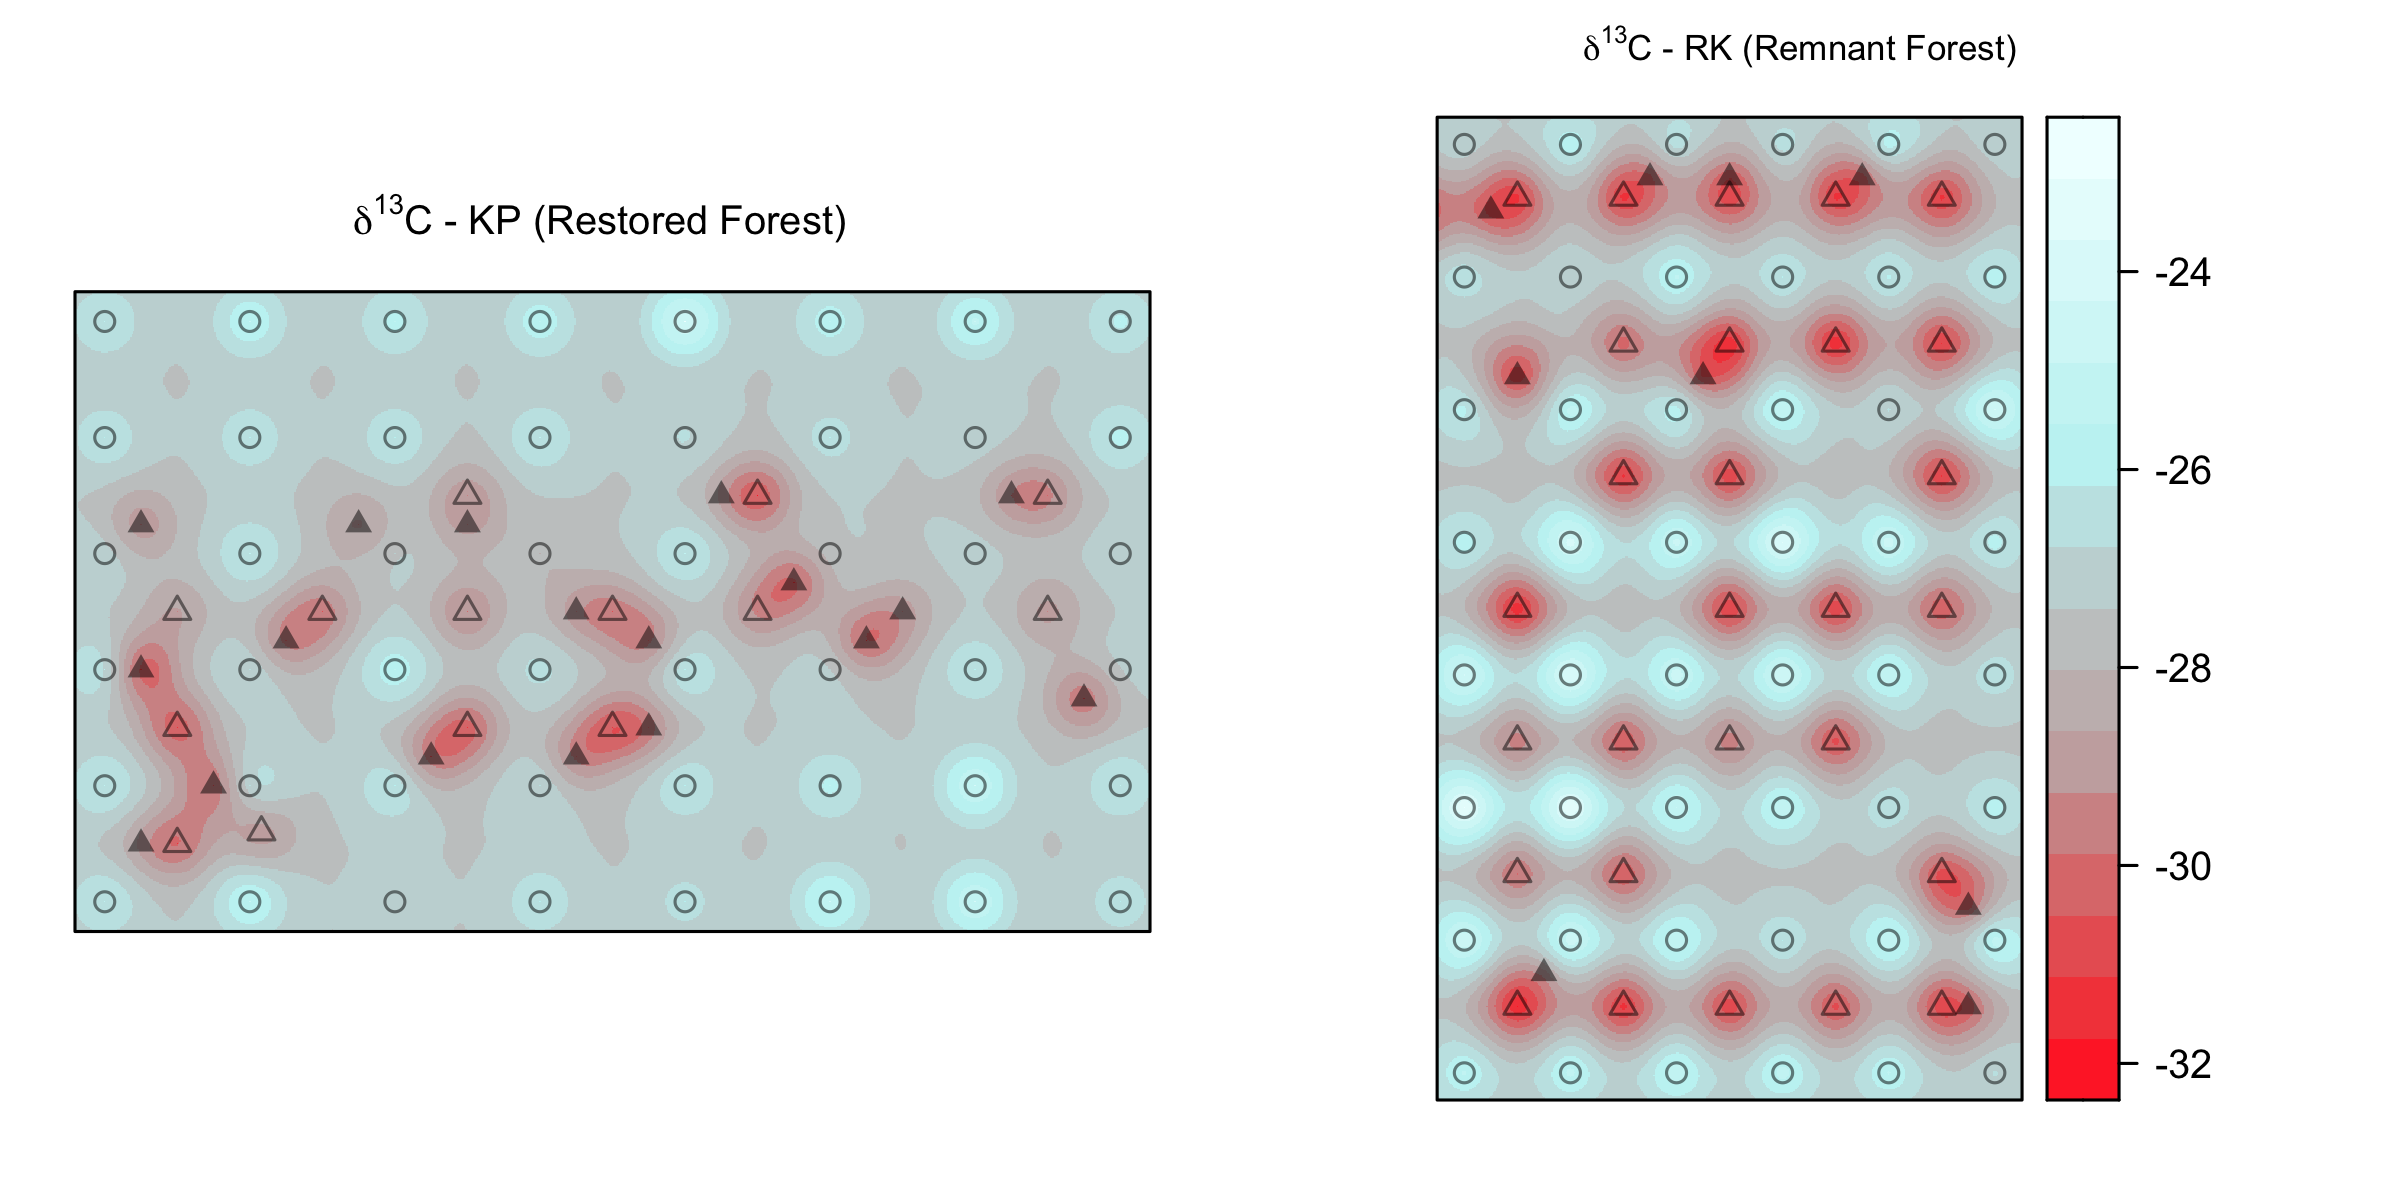 δ¹³C - KP (Restored Forest)
δ¹³C - RK (Remnant Forest)
-24
-26
-28
-30
-32